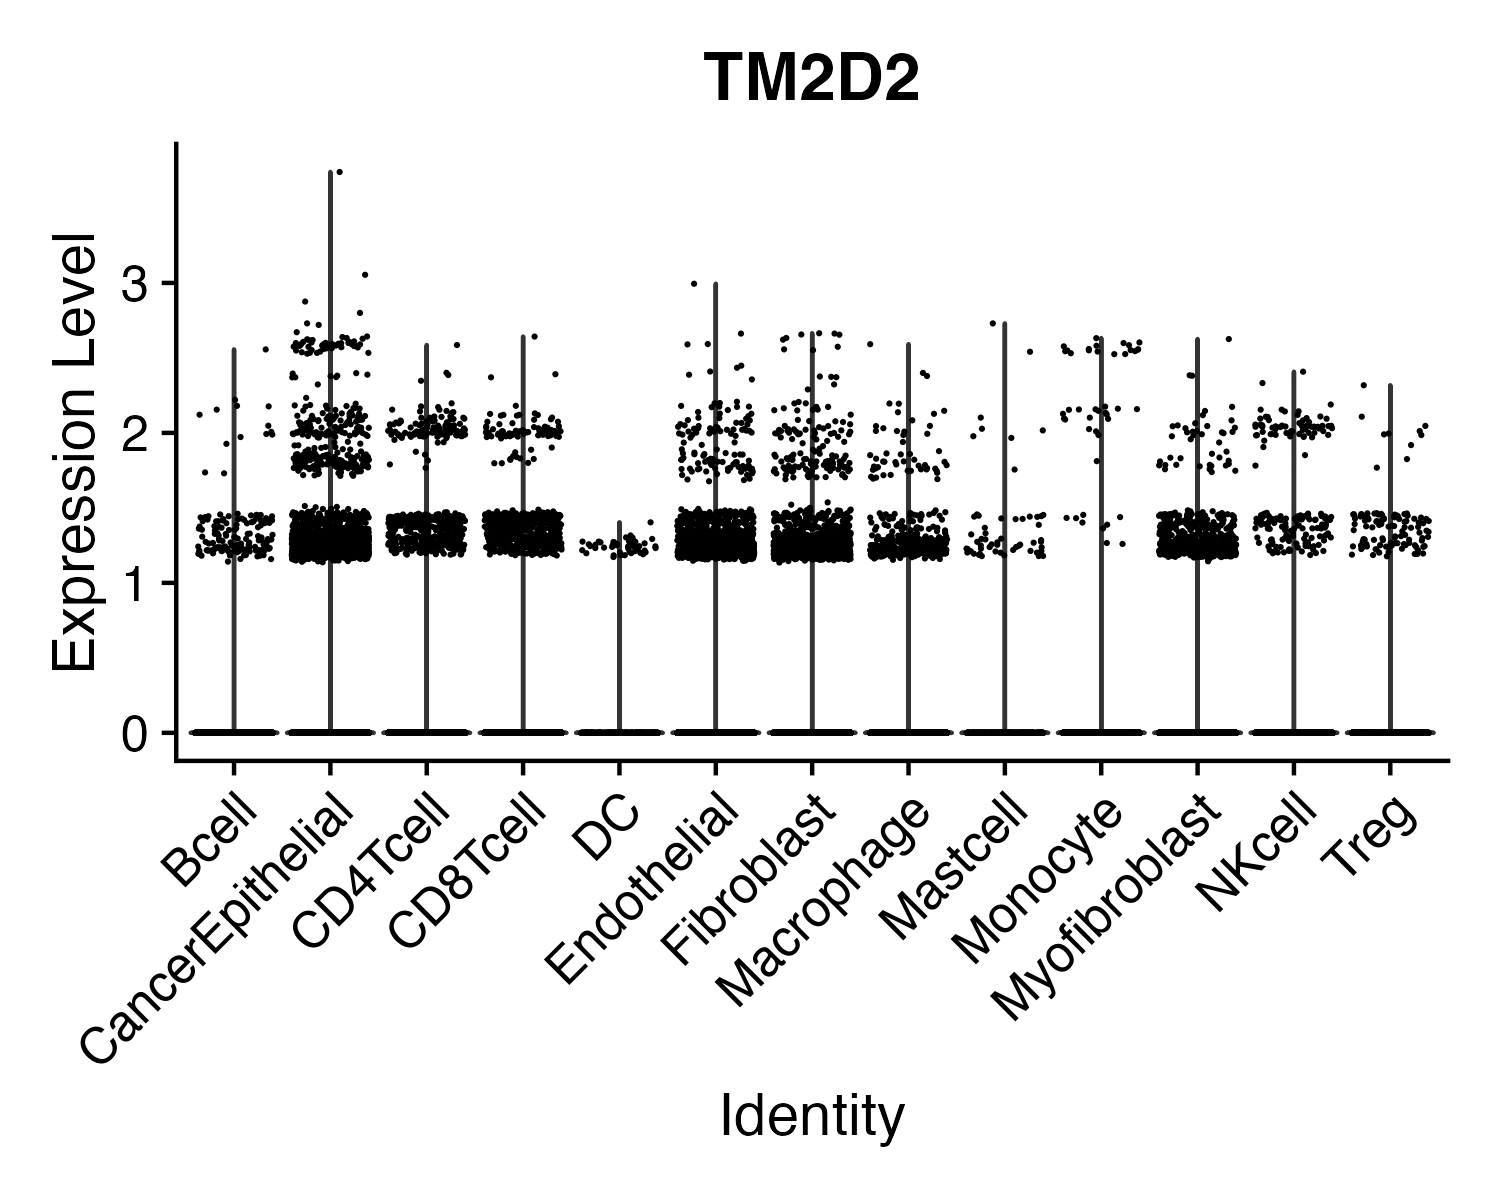 TM2D2
Expression Level
3
2
1
0
Bcell
CancerEpithelial
CD4Tcell
CD8Tcell
DC
Endothelial
Fibroblast
Macrophage
Mastcell
Monocyte
Myofibroblast
NKcell
Treg
Identity